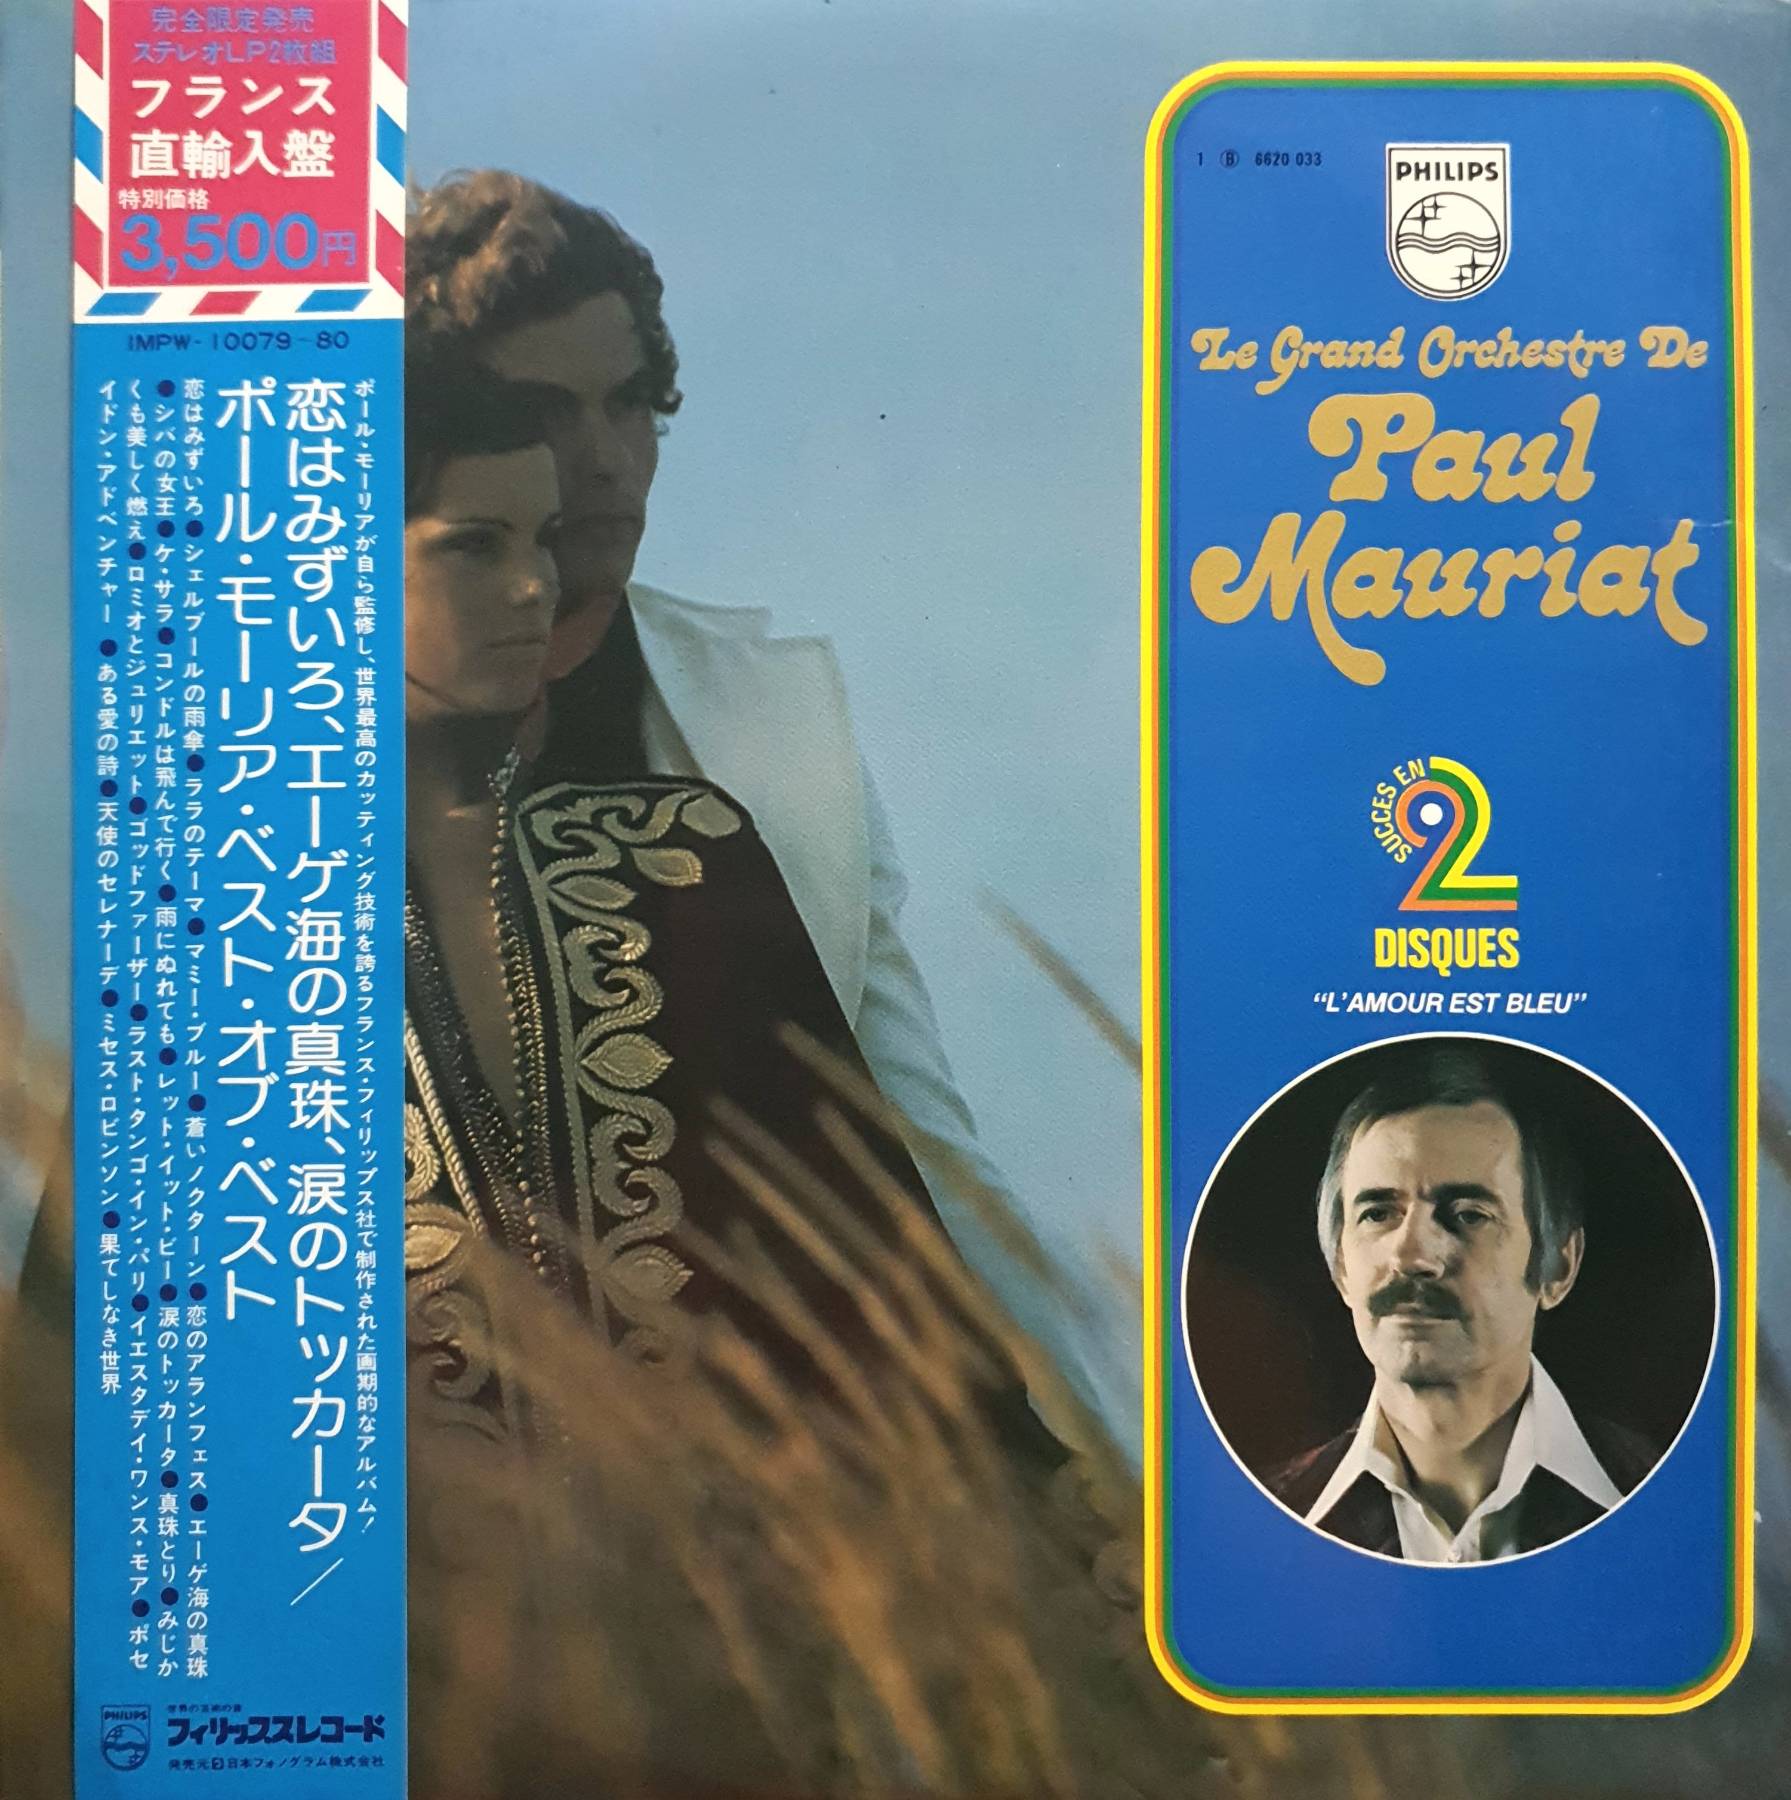 完全限定発売
ステレオLP2枚組
フランス
直輸入盤
特別価格
3,500円
IMPW-10079-80
ポール・モーリアが自ら監修し、世界最高のカッティング技術を誇るフランス・フィリップス社で制作された画期的なアルバム!
恋はみずいろ、エーゲ海の真珠、涙のトッカータ/
ポール・モーリア・ベスト・オブ・ベスト
恋はみずいろ●シェルブールの雨傘●ララのテーマ●マミー・ブルー●蒼いノクターン●恋のアランフェス●エーゲ海の真珠
●シバの女王●ケ・サラ●コンドルは飛んで行く●雨にぬれても●レット・イット・ビー●涙のトッカータ●真珠とり●みじか
くも美しく燃え●ロミオとジュリエット●ゴッドファーザー●ラスト・タンゴ・イン・パリ●イエスタデイ・ワンス・モア●ポセ
イドン・アドベンチャー●ある愛の詩●天使のセレナーデ●ミセス・ロビンソン●果てしなき世界
PHILIPS
世界の芸術の音
フィリップスレコード
発売元 日本フォノグラム株式会社
1 Ⓑ 6620 033
PHILIPS
Le Grand Orchestre De
Paul
Mauriat
SUCCES EN
2
DISQUES
“L'AMOUR EST BLEU”